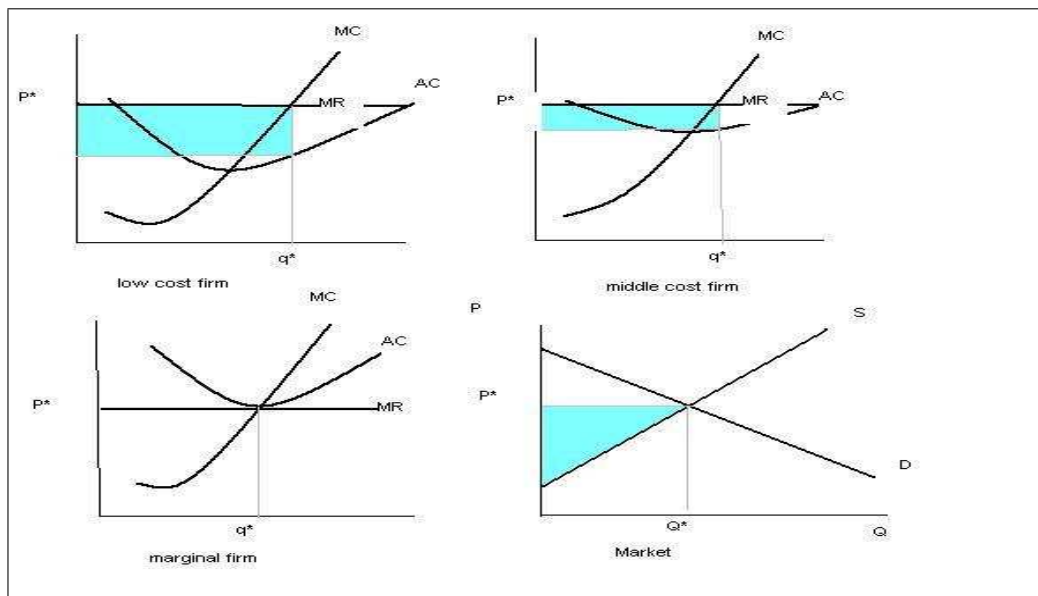 MC
AC
P*
MR
q*
low cost firm
MC
AC
P*
MR
q*
middle cost firm
MC
AC
P*
MR
q*
marginal firm
P
S
P*
D
Q*
Q
Market